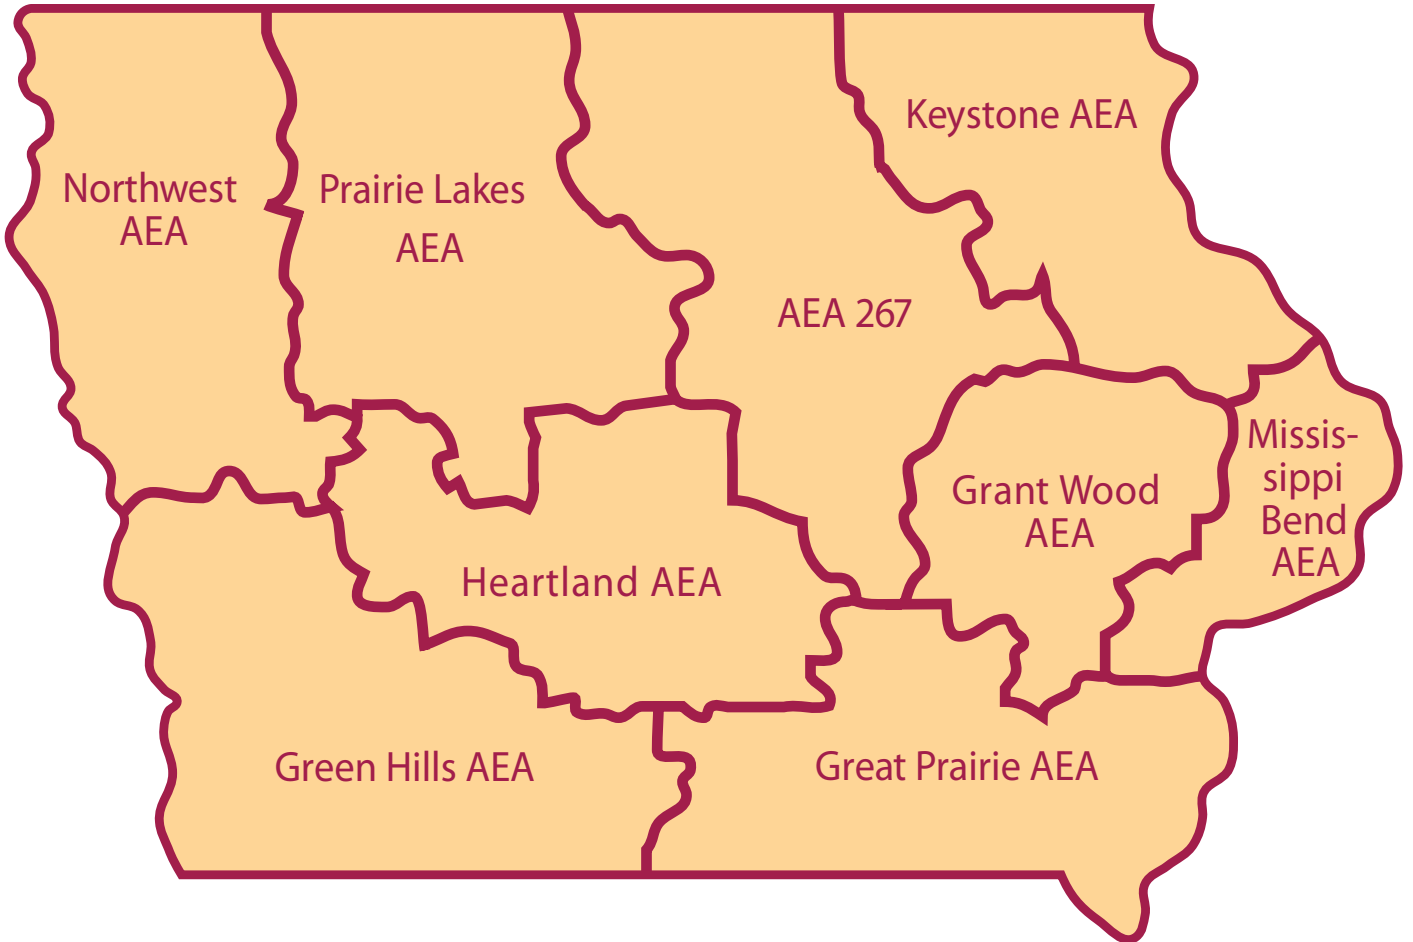 Keystone AEA
Northwest
AEA
Prairie Lakes
AEA
AEA 267
Missis-
sippi
Bend
AEA
Grant Wood
AEA
Heartland AEA
Green Hills AEA
Great Prairie AEA